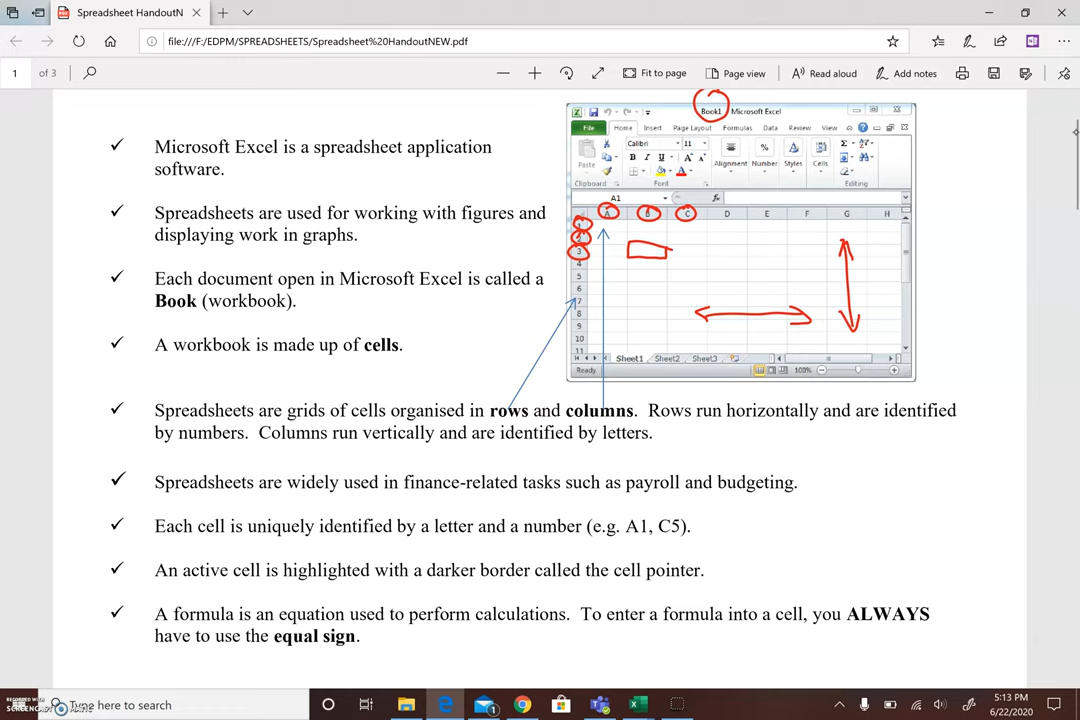 Spreadsheet HandoutN
file:///F:/EDPM/SPREADSHEETS/Spreadsheet%20HandoutNEW.pdf
1 of 3
Fit to page
Page view
Read aloud
Add notes
Book1 Microsoft Excel
File Home Insert Page Layout Formulas Data Review View
Calibri 11
Paste
B I U A A
Alignment Number Styles Cells
Clipboard Font Editing
A1 fx
A B C D E F G H
1
2
3
4
5
6
7
8
9
10
11
Sheet1 Sheet2 Sheet3
Ready 100%
✓ Microsoft Excel is a spreadsheet application
software.
✓ Spreadsheets are used for working with figures and
displaying work in graphs.
✓ Each document open in Microsoft Excel is called a
Book (workbook).
✓ A workbook is made up of cells.
✓ Spreadsheets are grids of cells organised in rows and columns. Rows run horizontally and are identified
by numbers. Columns run vertically and are identified by letters.
✓ Spreadsheets are widely used in finance-related tasks such as payroll and budgeting.
✓ Each cell is uniquely identified by a letter and a number (e.g. A1, C5).
✓ An active cell is highlighted with a darker border called the cell pointer.
✓ A formula is an equation used to perform calculations. To enter a formula into a cell, you ALWAYS
have to use the equal sign.
RECORDED WITH
Type here to search
1
5:13 PM
6/22/2020